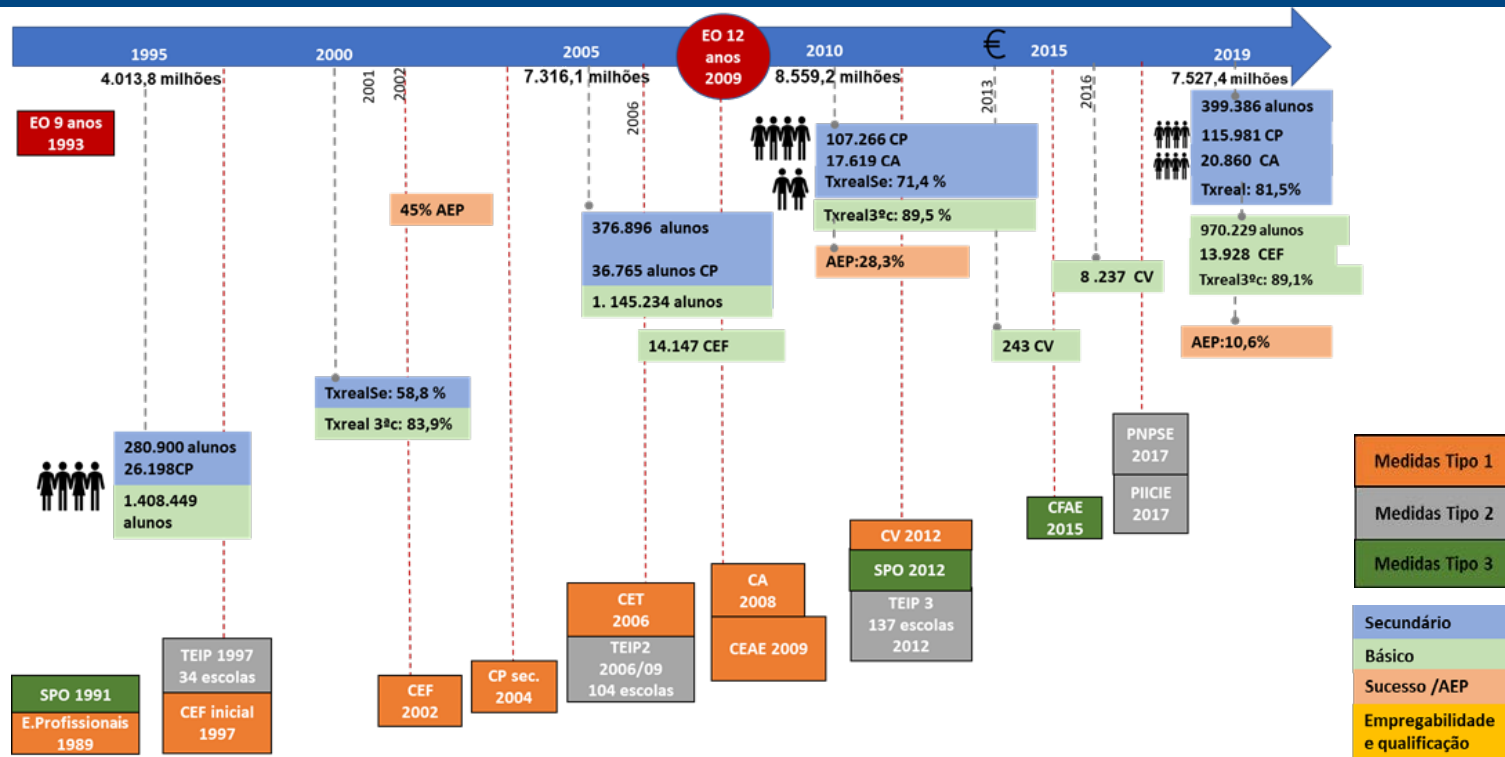 1995
2000
2005
EO 12
anos
2009
2010
€
2015
2019
4.013,8 milhões
2001
2002
7.316,1 milhões
2006
8.559,2 milhões
2013
2016
7.527,4 milhões
EO 9 anos
1993
45% AEP
376.896 alunos
36.765 alunos CP
1. 145.234 alunos
14.147 CEF
107.266 CP
17.619 CA
TxrealSe: 71,4 %
Txreal3ºc: 89,5 %
AEP:28,3%
8 .237 CV
243 CV
399.386 alunos
115.981 CP
20.860 CA
Txreal: 81,5%
970.229 alunos
13.928 CEF
Txreal3ºc: 89,1%
AEP:10,6%
TxrealSe: 58,8 %
Txreal 3ªc: 83,9%
280.900 alunos
26.198CP
1.408.449
alunos
PNPSE
2017
PIICIE
2017
CFAE
2015
CV 2012
SPO 2012
TEIP 3
137 escolas
2012
CA
2008
CEAE 2009
CET
2006
TEIP2
2006/09
104 escolas
CP sec.
2004
CEF
2002
TEIP 1997
34 escolas
CEF inicial
1997
SPO 1991
E.Profissionais
1989
Medidas Tipo 1
Medidas Tipo 2
Medidas Tipo 3
Secundário
Básico
Sucesso /AEP
Empregabilidade
e qualificação